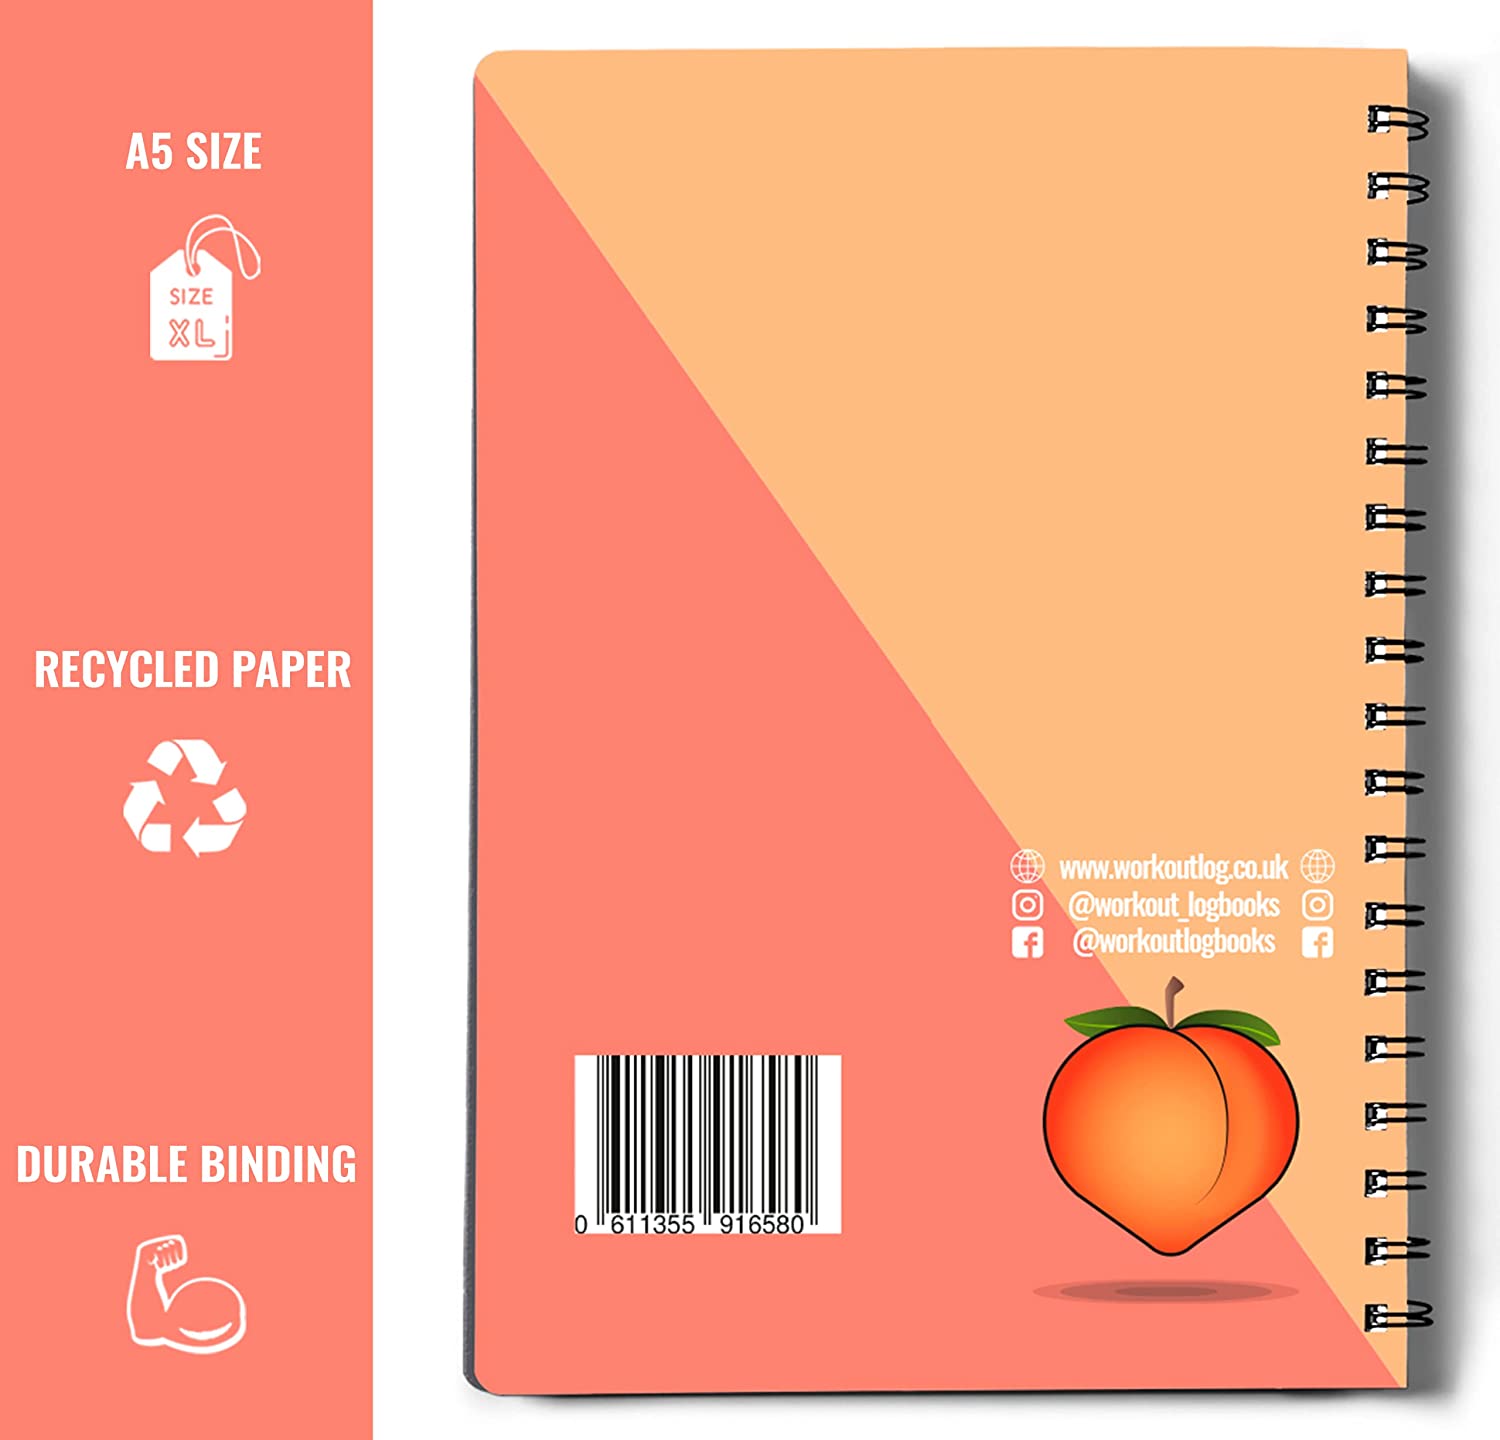 A5 SIZE
SIZE
XL
RECYCLED PAPER
DURABLE BINDING
www.workoutlog.co.uk
@workout_logbooks
@workoutlogbooks
0 611355 916580